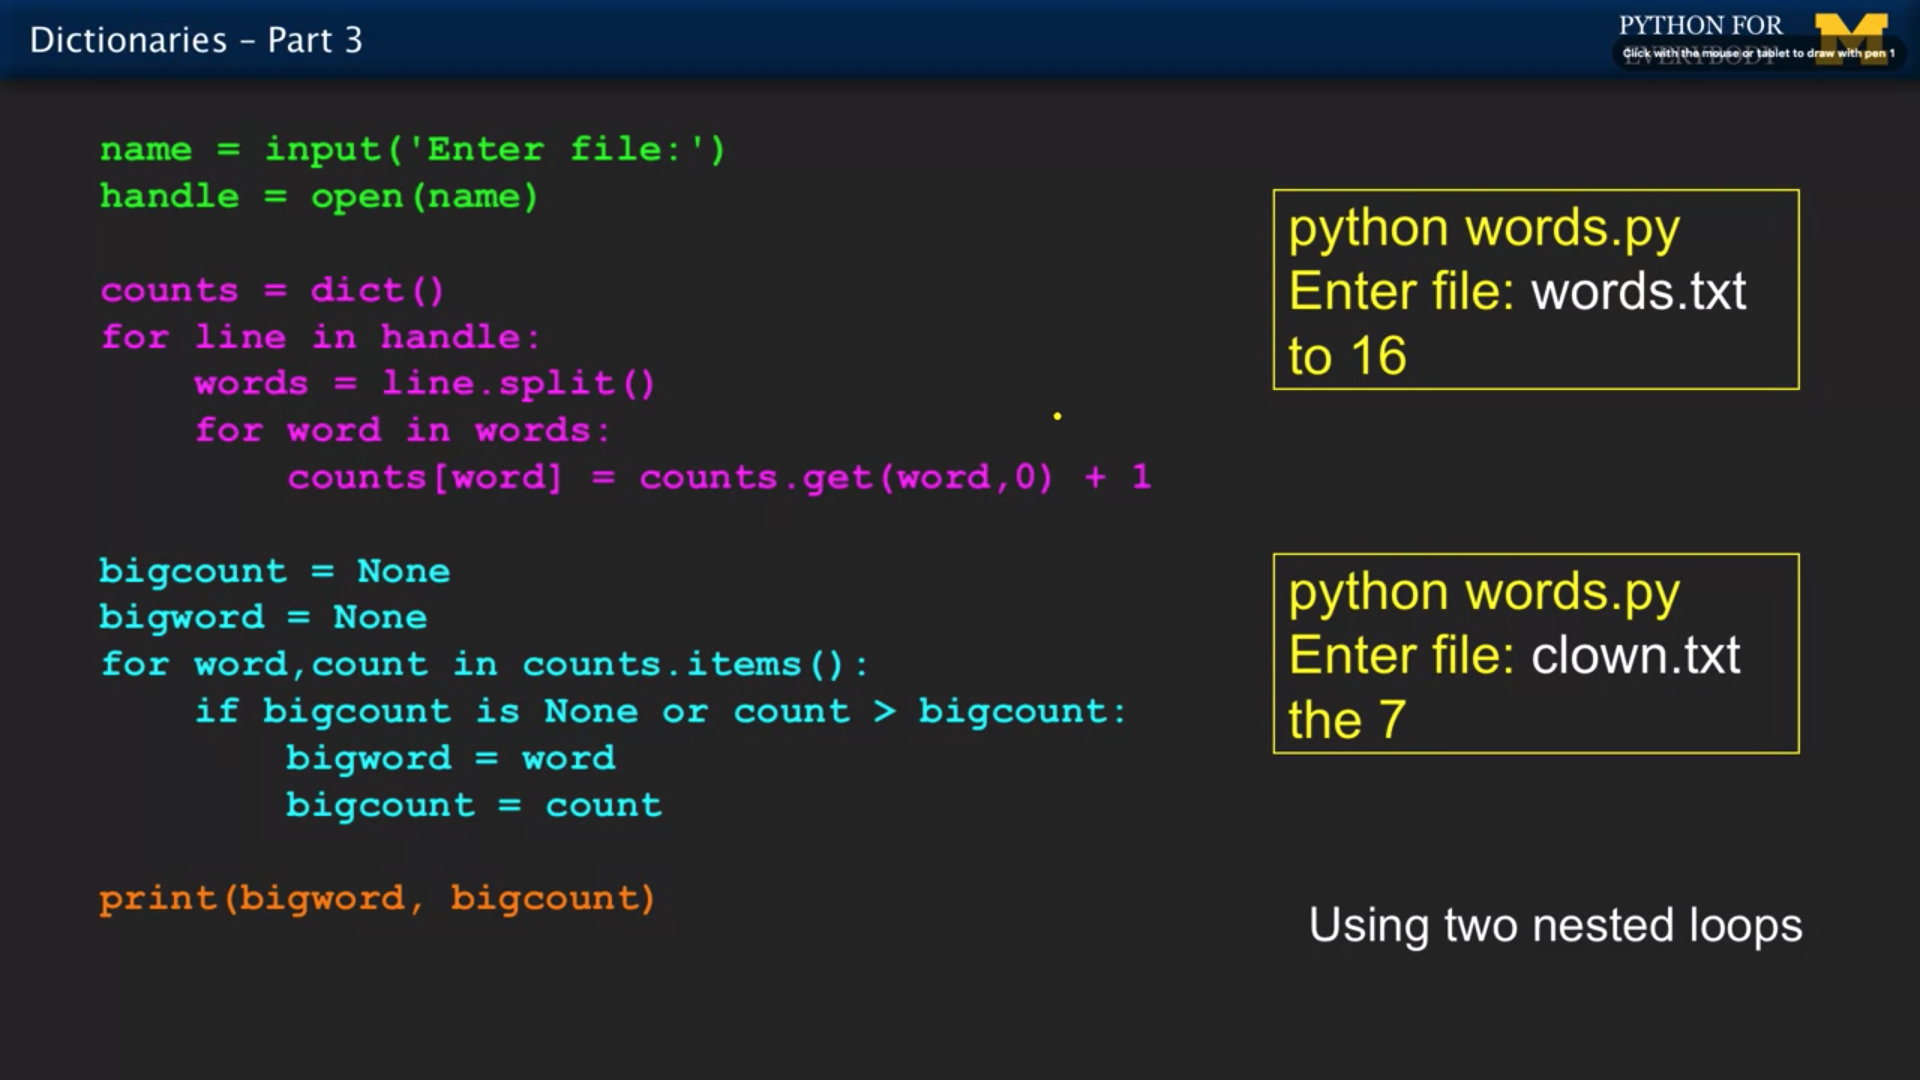 Dictionaries – Part 3
PYTHON FOR
EVERYBODY
Click with the mouse or tablet to draw with pen 1
name = input('Enter file:')
handle = open(name)
counts = dict()
for line in handle:
    words = line.split()
    for word in words:
        counts[word] = counts.get(word,0) + 1
bigcount = None
bigword = None
for word,count in counts.items():
    if bigcount is None or count > bigcount:
        bigword = word
        bigcount = count
print(bigword, bigcount)
python words.py
Enter file: words.txt
to 16
python words.py
Enter file: clown.txt
the 7
Using two nested loops